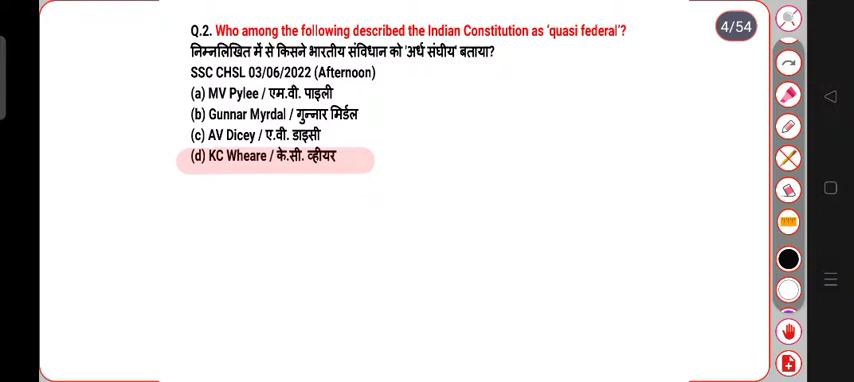 4/54
Q.2. Who among the following described the Indian Constitution as 'quasi federal'?
निम्नलिखित में से किसने भारतीय संविधान को 'अर्ध संघीय' बताया?
SSC CHSL 03/06/2022 (Afternoon)
(a) MV Pylee / एम.वी. पाइली
(b) Gunnar Myrdal / गुन्नार मिर्डल
(c) AV Dicey / ए.वी. डाइसी
(d) KC Wheare / के.सी. व्हीयर